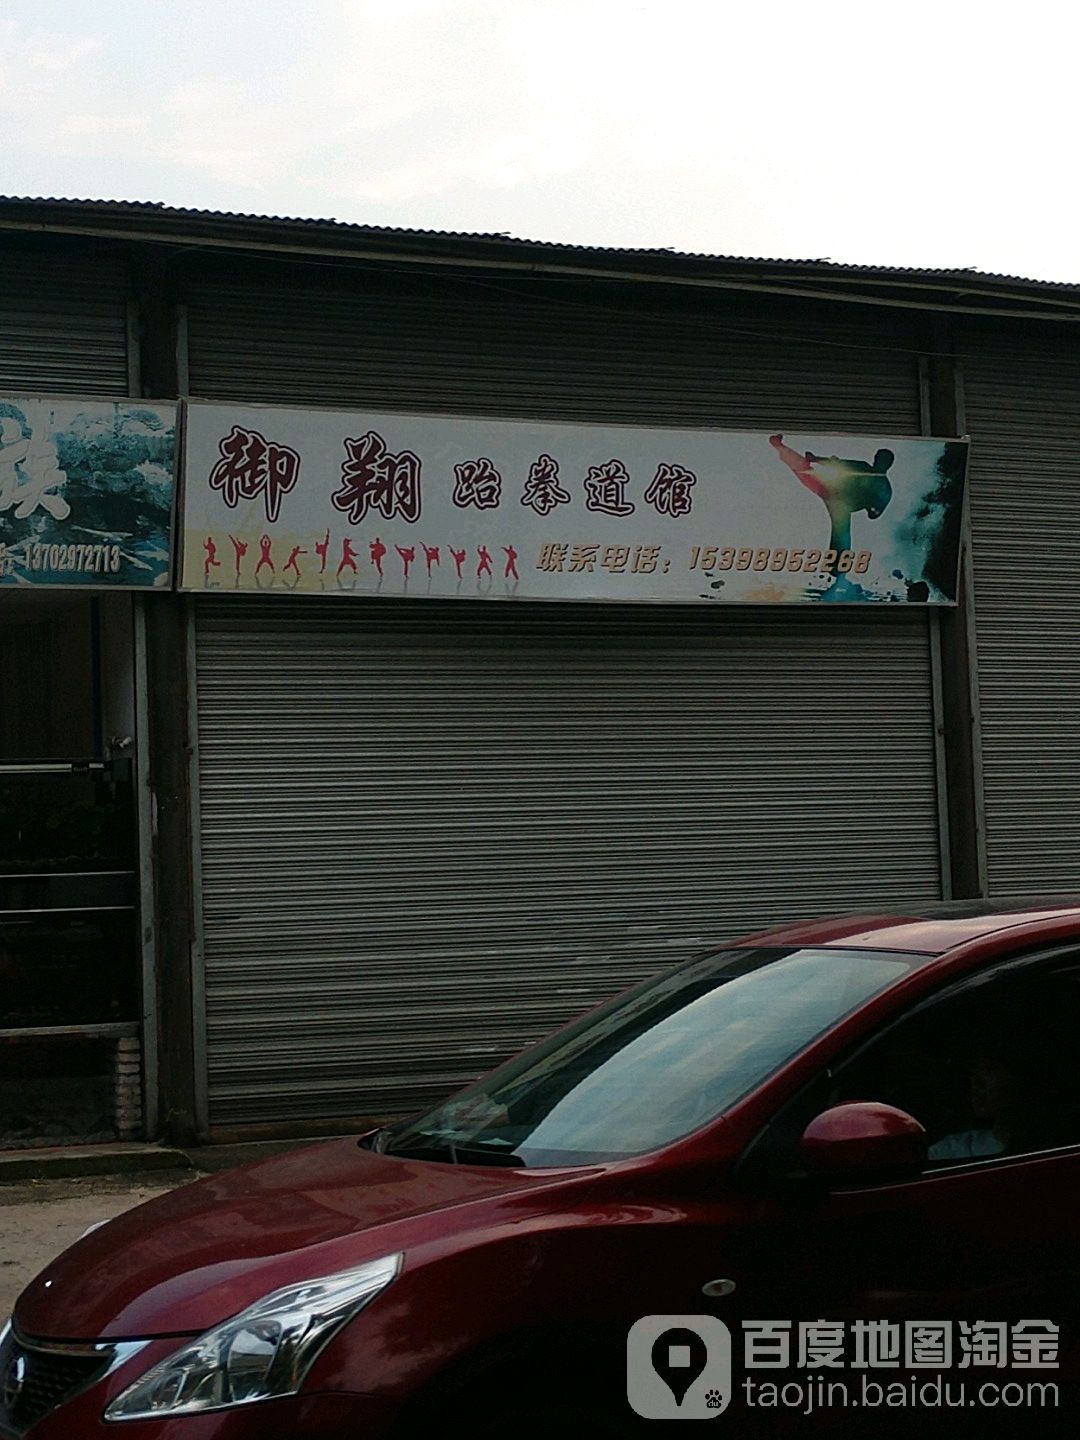 御翔跆拳道馆
联系电话：15398952268
族
13702972713
百度地图淘金
taojin.baidu.com